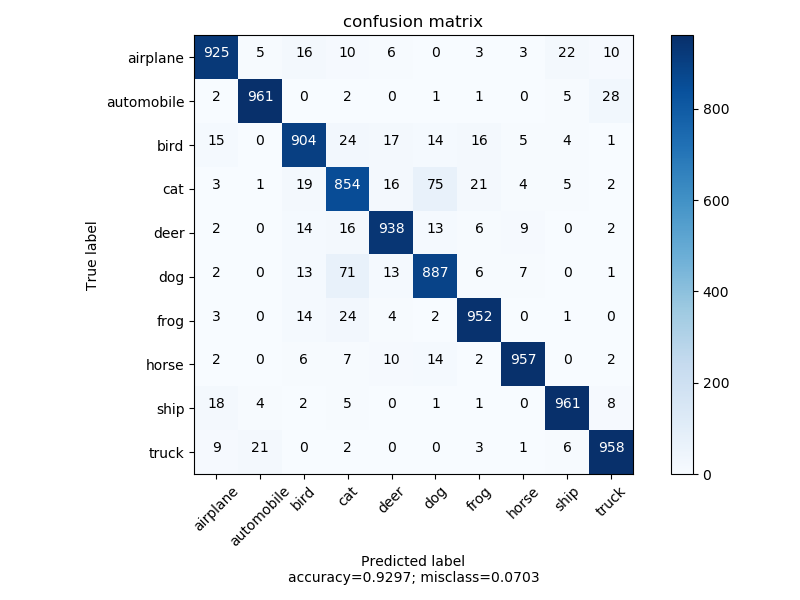 confusion matrix
airplane 925 5 16 10 6 0 3 3 22 10
automobile 2 961 0 2 0 1 1 0 5 28
bird 15 0 904 24 17 14 16 5 4 1
cat 3 1 19 854 16 75 21 4 5 2
deer 2 0 14 16 938 13 6 9 0 2
dog 2 0 13 71 13 887 6 7 0 1
frog 3 0 14 24 4 2 952 0 1 0
horse 2 0 6 7 10 14 2 957 0 2
ship 18 4 2 5 0 1 1 0 961 8
truck 9 21 0 2 0 0 3 1 6 958
airplane automobile bird cat deer dog frog horse ship truck
True label
Predicted label
accuracy=0.9297; misclass=0.0703
800
600
400
200
0